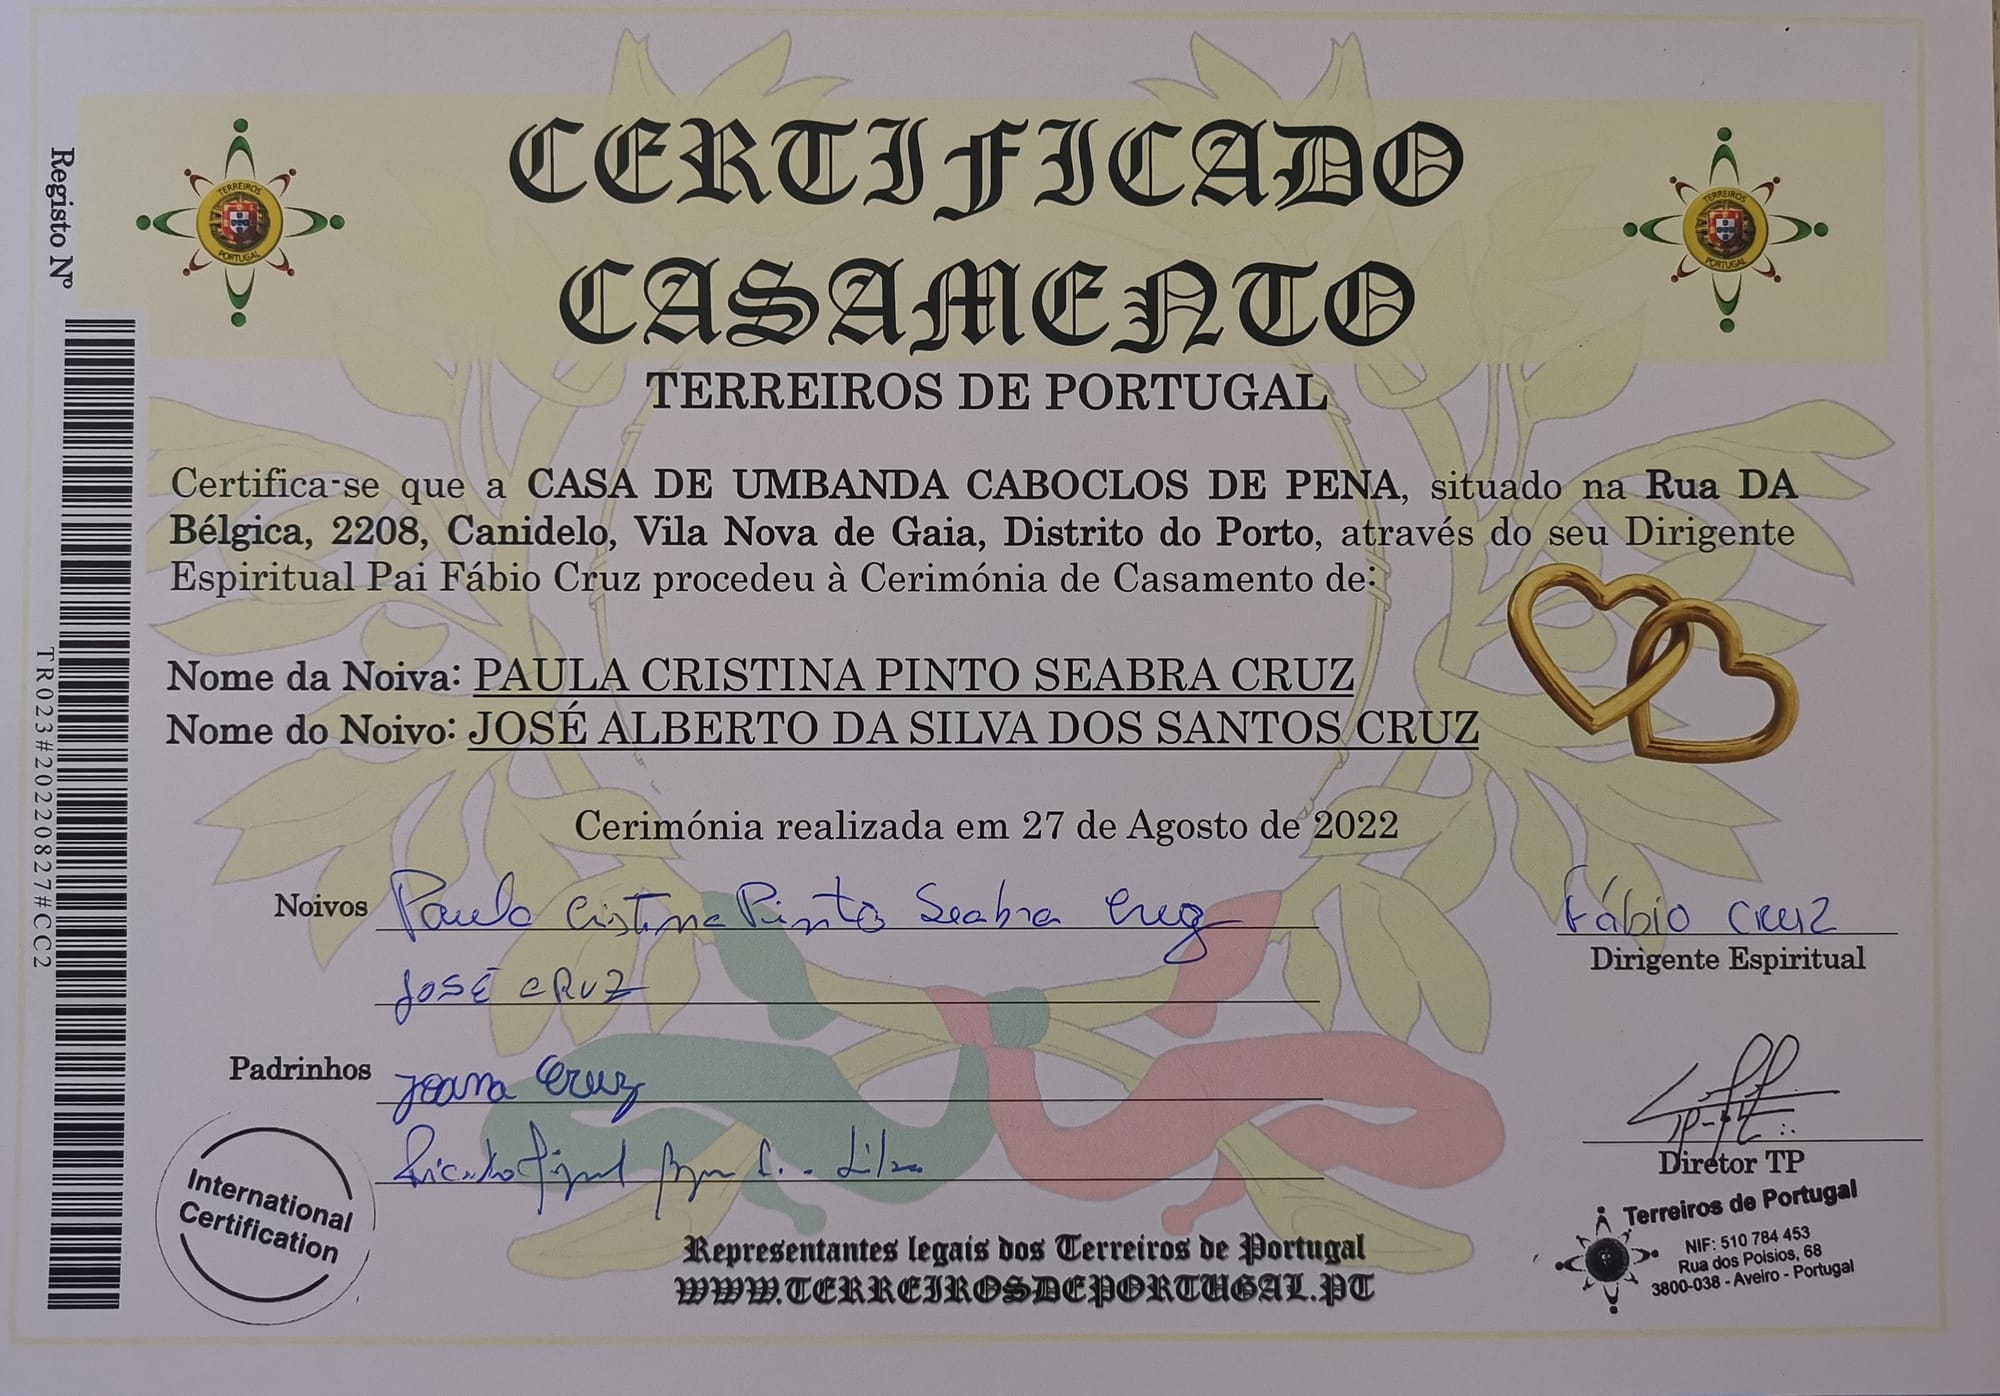 Registo Nº
TR023#20220827#CC2
TERREIROS
PORTUGAL
TERREIROS
PORTUGAL
CERTIFICADO
CASAMENTO
TERREIROS DE PORTUGAL
Certifica-se que a CASA DE UMBANDA CABOCLOS DE PENA, situado na Rua DA
Bélgica, 2208, Canidelo, Vila Nova de Gaia, Distrito do Porto, através do seu Dirigente
Espiritual Pai Fábio Cruz procedeu à Cerimónia de Casamento de:
Nome da Noiva: PAULA CRISTINA PINTO SEABRA CRUZ
Nome do Noivo: JOSÉ ALBERTO DA SILVA DOS SANTOS CRUZ
Cerimónia realizada em 27 de Agosto de 2022
Noivos Paula Cristina Pinto Seabra Cruz
JOSÉ CRUZ
Fábio Cruz
Dirigente Espiritual
Padrinhos Joana Cruz
Diretor TP
International
Certification
Representantes legais dos Terreiros de Portugal
WWW.TERREIROSDEPORTUGAL.PT
Terreiros de Portugal
NIF: 510 784 453
Rua dos Poisios, 68
3800-038 - Aveiro - Portugal